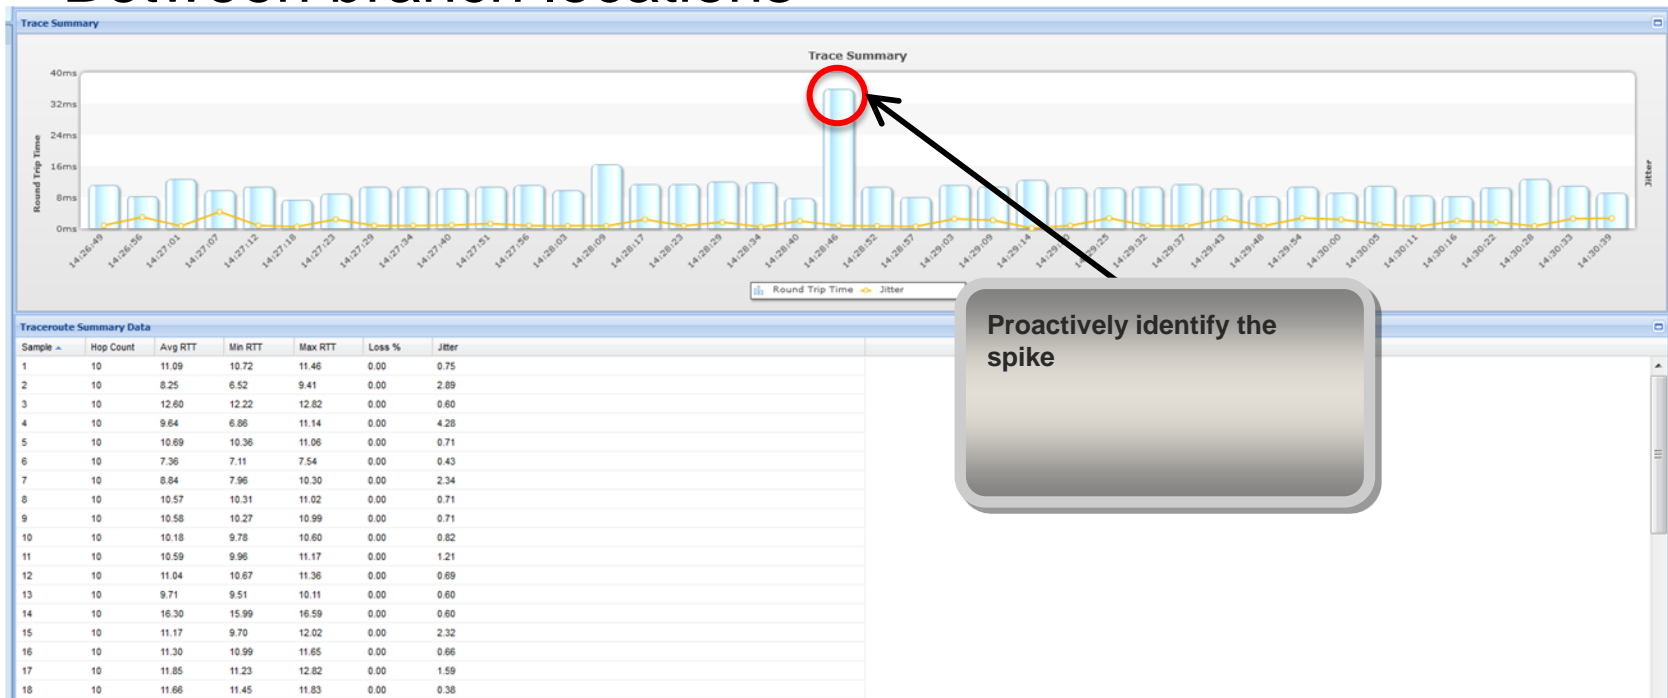 Between branch locations
Trace Summary
Trace Summary
40ms
32ms
24ms
16ms
8ms
0ms
Round Trip Time
Jitter
14:26:49 14:26:56 14:27:01 14:27:07 14:27:12 14:27:18 14:27:23 14:27:29 14:27:34 14:27:40 14:27:51 14:27:56 14:28:03 14:28:09 14:28:17 14:28:23 14:28:29 14:28:34 14:28:40 14:28:46 14:28:52 14:28:57 14:29:03 14:29:09 14:29:14 14:29:25 14:29:32 14:29:37 14:29:43 14:29:48 14:29:54 14:30:00 14:30:05 14:30:11 14:30:16 14:30:22 14:30:28 14:30:33 14:30:39
Round Trip Time Jitter
Proactively identify the
spike
Traceroute Summary Data
Sample Hop Count Avg RTT Min RTT Max RTT Loss % Jitter
1 10 11.09 10.72 11.46 0.00 0.75
2 10 8.25 6.52 9.41 0.00 2.89
3 10 12.60 12.22 12.82 0.00 0.60
4 10 9.64 6.86 11.14 0.00 4.28
5 10 10.69 10.36 11.06 0.00 0.71
6 10 7.36 7.11 7.54 0.00 0.43
7 10 8.84 7.96 10.30 0.00 2.34
8 10 10.57 10.31 11.02 0.00 0.71
9 10 10.58 10.27 10.99 0.00 0.71
10 10 10.18 9.78 10.60 0.00 0.82
11 10 10.59 9.96 11.17 0.00 1.21
12 10 11.04 10.67 11.36 0.00 0.69
13 10 9.71 9.51 10.11 0.00 0.60
14 10 16.30 15.99 16.59 0.00 0.60
15 10 11.17 9.70 12.02 0.00 2.32
16 10 11.30 10.99 11.65 0.00 0.66
17 10 11.85 11.23 12.82 0.00 1.59
18 10 11.66 11.45 11.83 0.00 0.38